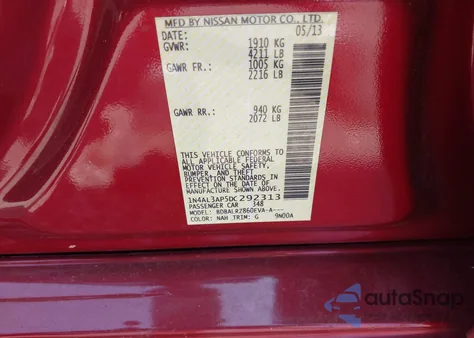 MFD BY NISSAN MOTOR CO., LTD.
DATE: 05/13
GVWR: 1910 KG
4211 LB
GAWR FR.: 1005 KG
2216 LB
GAWR RR.: 940 KG
2072 LB
THIS VEHICLE CONFORMS TO
ALL APPLICABLE FEDERAL
MOTOR VEHICLE SAFETY,
BUMPER, AND THEFT
PREVENTION STANDARDS
IN EFFECT ON THE DATE OF
MANUFACTURE SHOWN ABOVE.
1N4AL3AP5DC292313
PASSENGER CAR 348
MODEL: BDBALRZ860EVA-A---
COLOR: NAH TRIM: G 9N00A
autoSnap